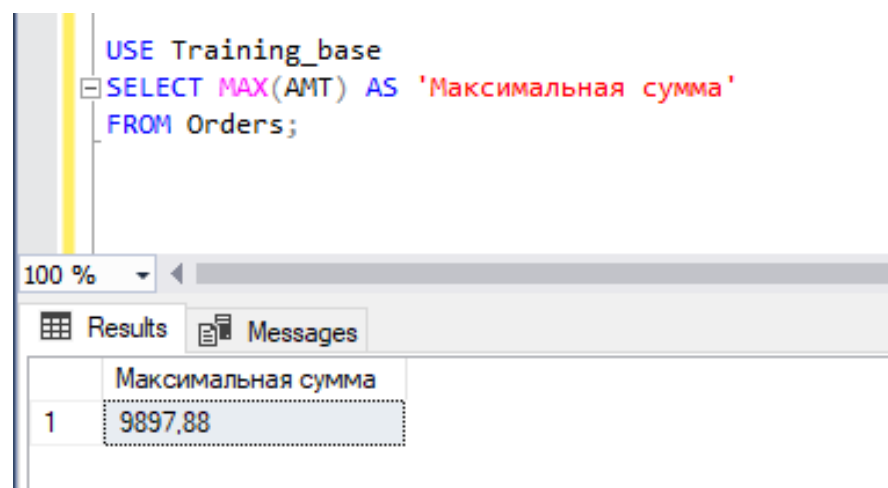 USE Training_base
SELECT MAX(AMT) AS 'Максимальная сумма'
FROM Orders;
100 %
Results Messages
Максимальная сумма
1 9897,88